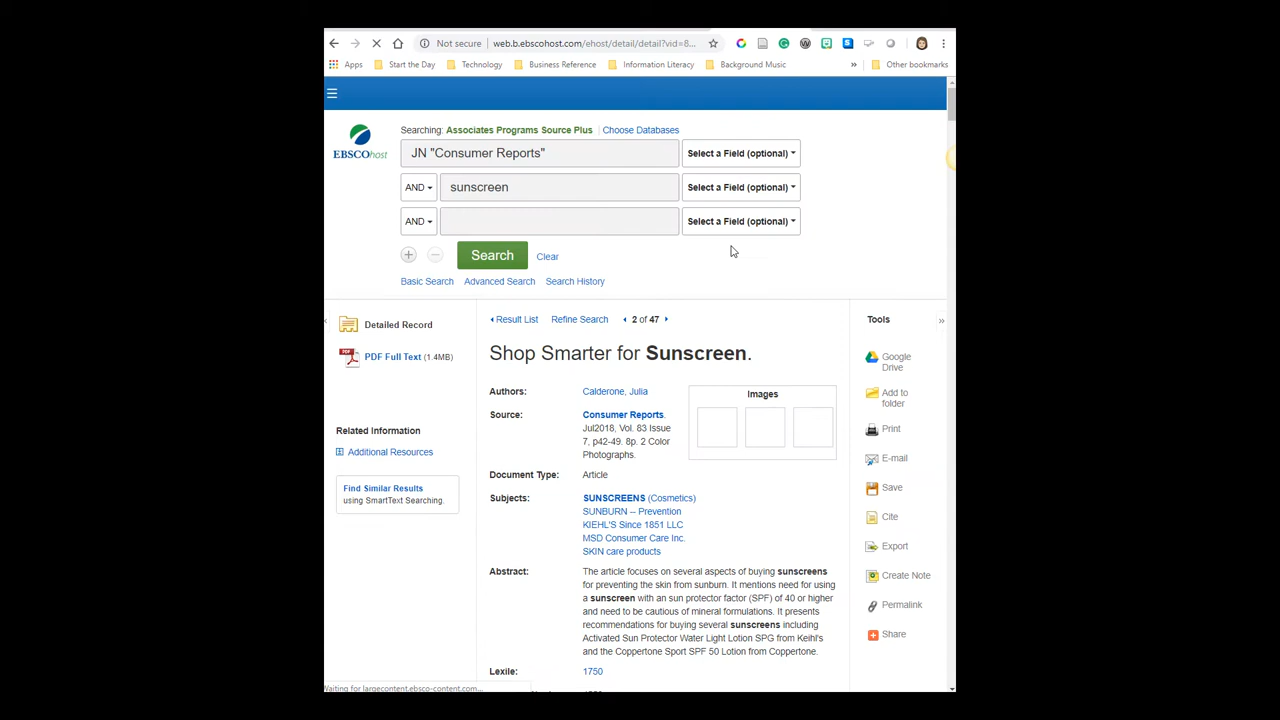 Not secure web.b.ebscohost.com/ehost/detail/detail?vid=8...
Apps Start the Day Technology Business Reference Information Literacy Background Music » Other bookmarks
EBSCOhost
Searching: Associates Programs Source Plus Choose Databases
JN "Consumer Reports" Select a Field (optional)
AND sunscreen Select a Field (optional)
AND Select a Field (optional)
Search Clear
Basic Search Advanced Search Search History
Detailed Record
PDF Full Text (1.4MB)
Related Information
Additional Resources
Find Similar Results
using SmartText Searching.
Result List Refine Search 2 of 47
Shop Smarter for Sunscreen.
Authors: Calderone, Julia
Images
Source: Consumer Reports.
Jul2018, Vol. 83 Issue
7, p42-49. 8p. 2 Color
Photographs.
Document Type: Article
Subjects: SUNSCREENS (Cosmetics)
SUNBURN -- Prevention
KIEHL'S Since 1851 LLC
MSD Consumer Care Inc.
SKIN care products
Abstract: The article focuses on several aspects of buying sunscreens
for preventing the skin from sunburn. It mentions need for using
a sunscreen with an sun protector factor (SPF) of 40 or higher
and need to be cautious of mineral formulations. It presents
recommendations for buying several sunscreens including
Activated Sun Protector Water Light Lotion SPG from Keihl's
and the Coppertone Sport SPF 50 Lotion from Coppertone.
Lexile: 1750
Tools
Google
Drive
Add to
folder
Print
E-mail
Save
Cite
Export
Create Note
Permalink
Share
Waiting for largecontent.ebsco-content.com...